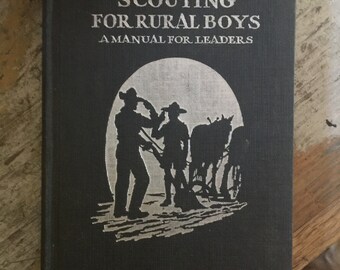 SCOUTING
FOR RURAL BOYS
A MANUAL FOR LEADERS